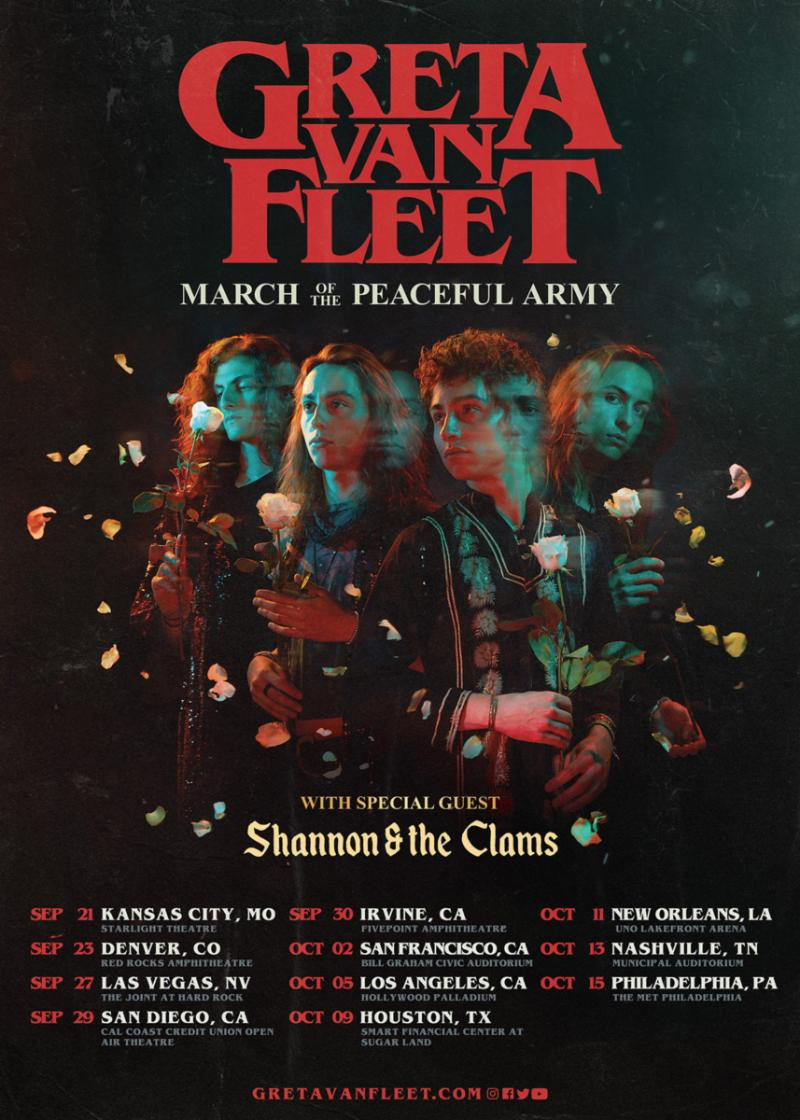 GRETA
VAN
FLEET
MARCH OF THE PEACEFUL ARMY
WITH SPECIAL GUEST
Shannon & the Clams
SEP 21 KANSAS CITY, MO
STARLIGHT THEATRE
SEP 23 DENVER, CO
RED ROCKS AMPHITHEATRE
SEP 27 LAS VEGAS, NV
THE JOINT AT HARD ROCK
SEP 29 SAN DIEGO, CA
CAL COAST CREDIT UNION OPEN
AIR THEATRE
SEP 30 IRVINE, CA
FIVEPOINT AMPHITHEATRE
OCT 02 SAN FRANCISCO, CA
BILL GRAHAM CIVIC AUDITORIUM
OCT 05 LOS ANGELES, CA
HOLLYWOOD PALLADIUM
OCT 09 HOUSTON, TX
SMART FINANCIAL CENTER AT
SUGAR LAND
OCT 11 NEW ORLEANS, LA
UNO LAKEFRONT ARENA
OCT 13 NASHVILLE, TN
MUNICIPAL AUDITORIUM
OCT 15 PHILADELPHIA, PA
THE MET PHILADELPHIA
GRETAVANFLEET.COM